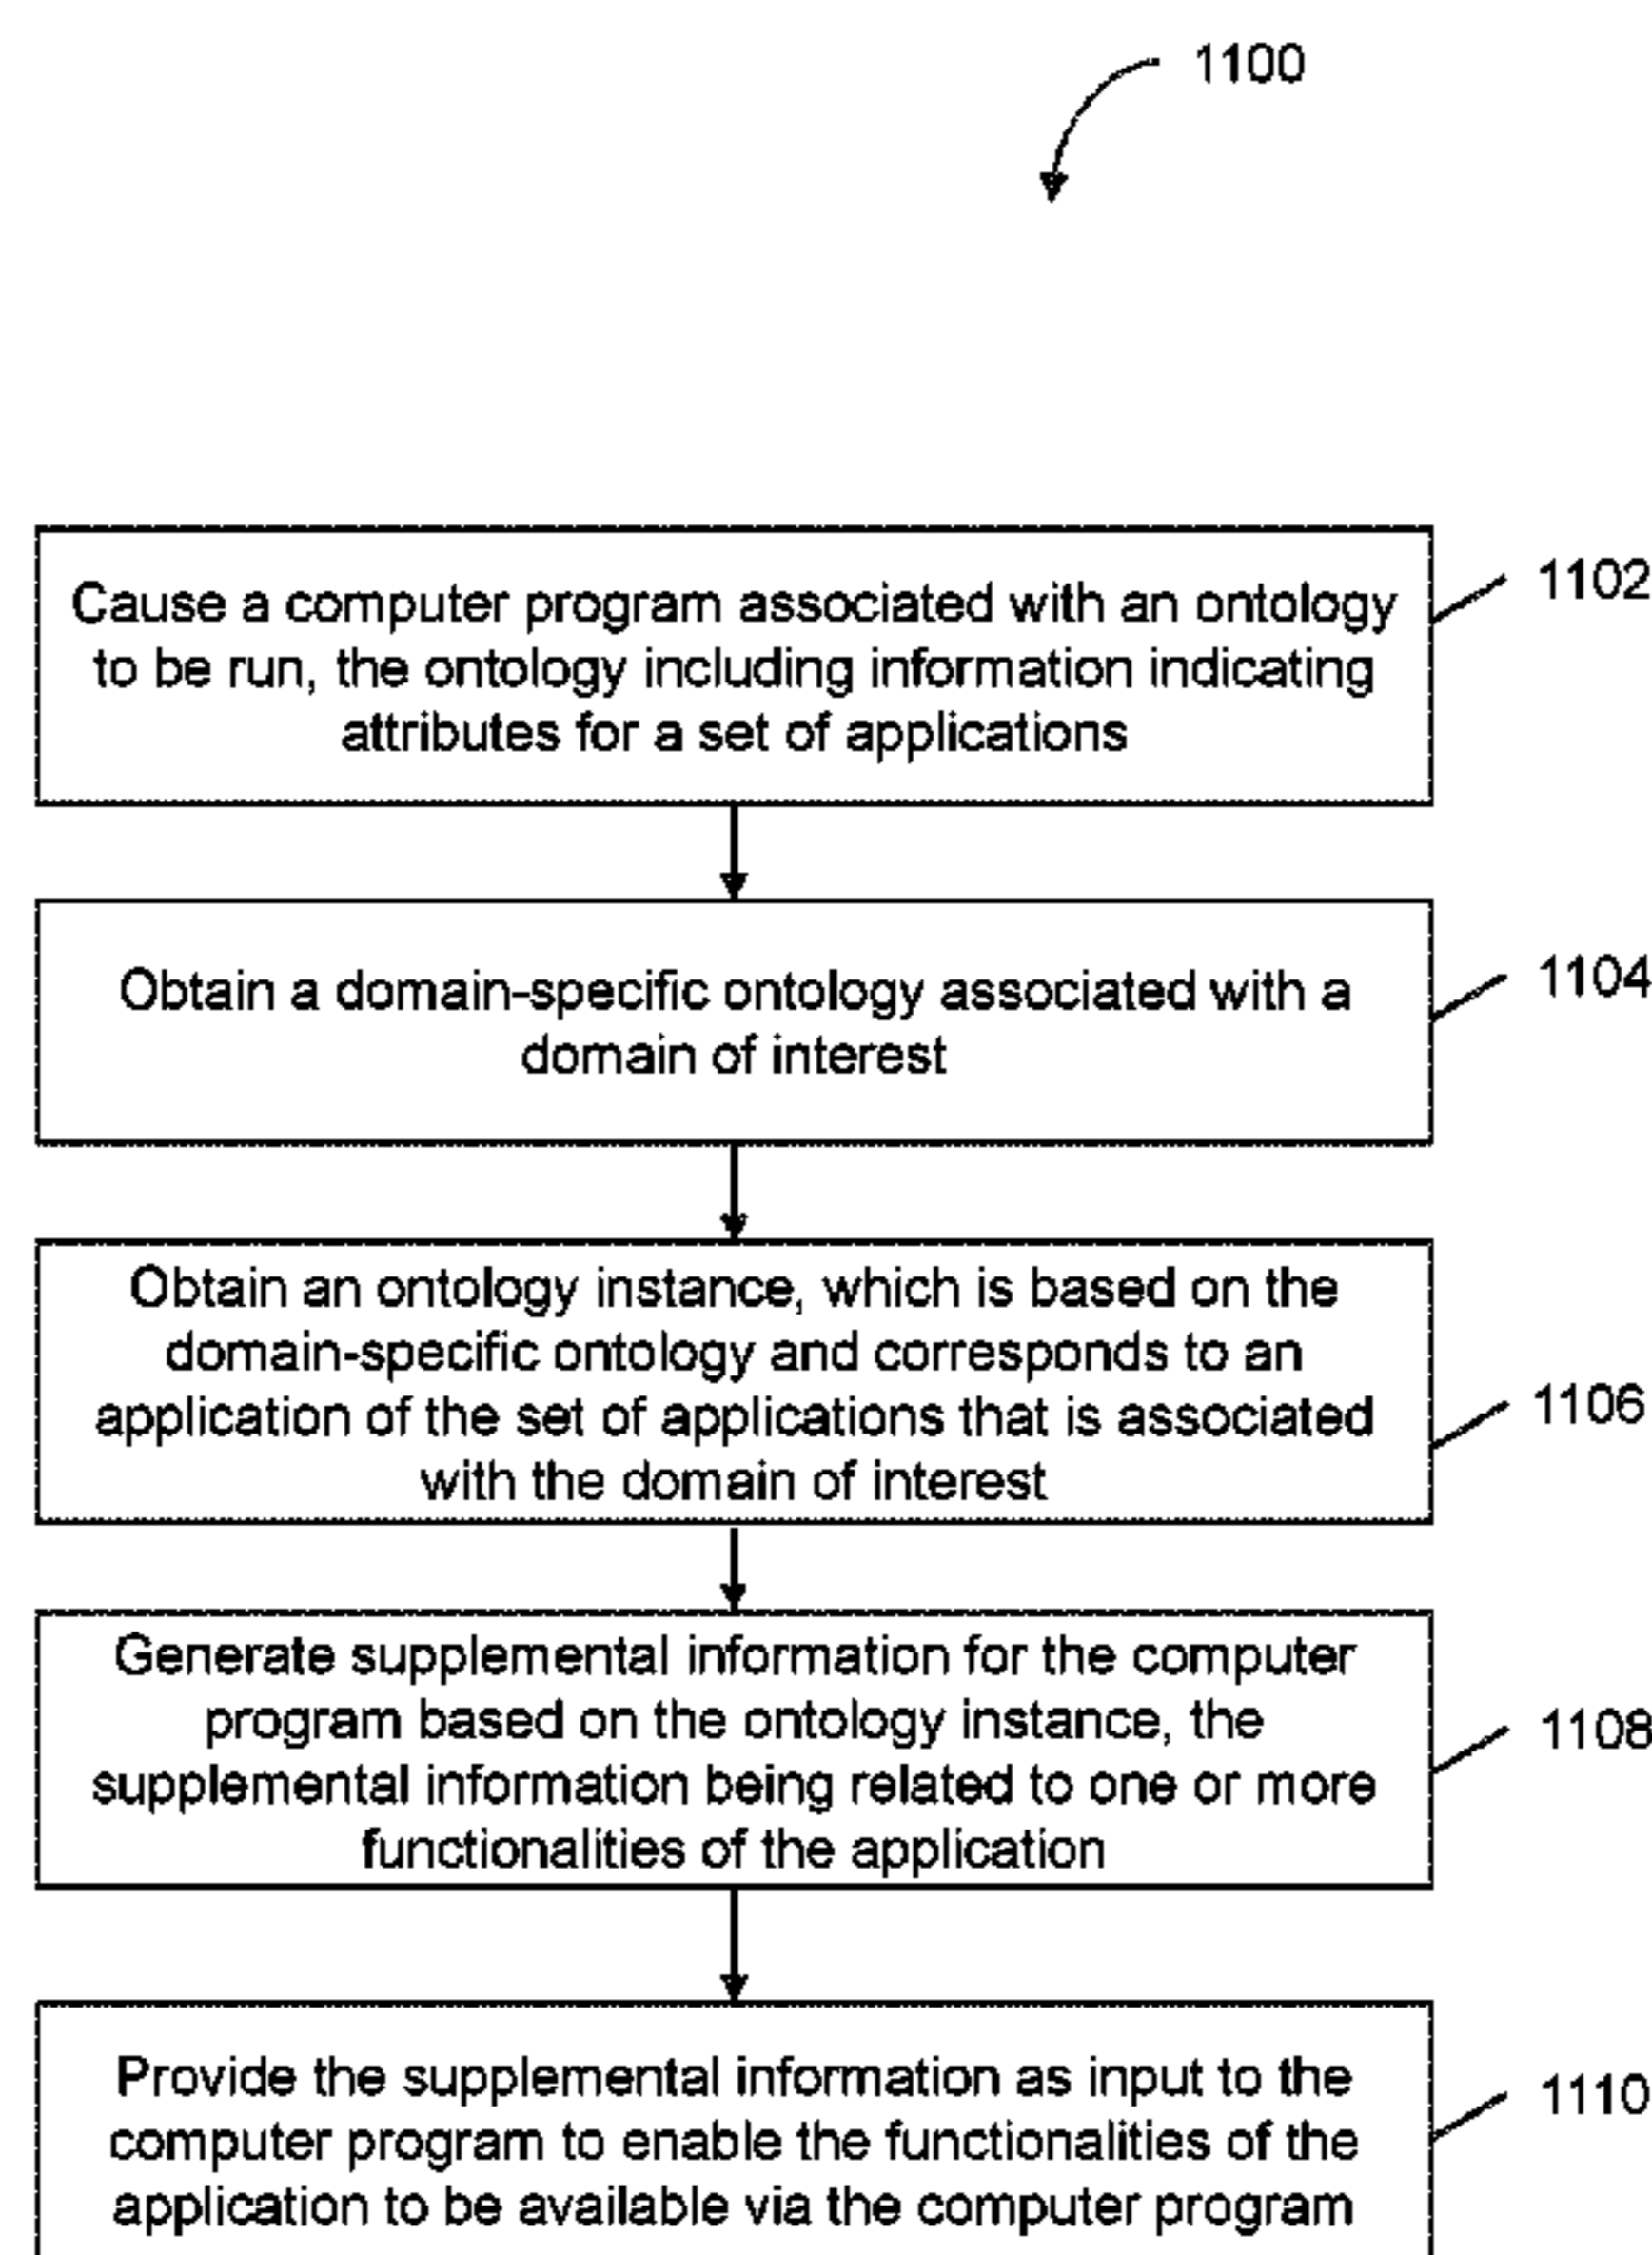 1100
Cause a computer program associated with an ontology
to be run, the ontology including information indicating
attributes for a set of applications
1102
Obtain a domain-specific ontology associated with a
domain of interest
1104
Obtain an ontology instance, which is based on the
domain-specific ontology and corresponds to an
application of the set of applications that is associated
with the domain of interest
1106
Generate supplemental information for the computer
program based on the ontology instance, the
supplemental information being related to one or more
functionalities of the application
1108
Provide the supplemental information as input to the
computer program to enable the functionalities of the
application to be available via the computer program
1110